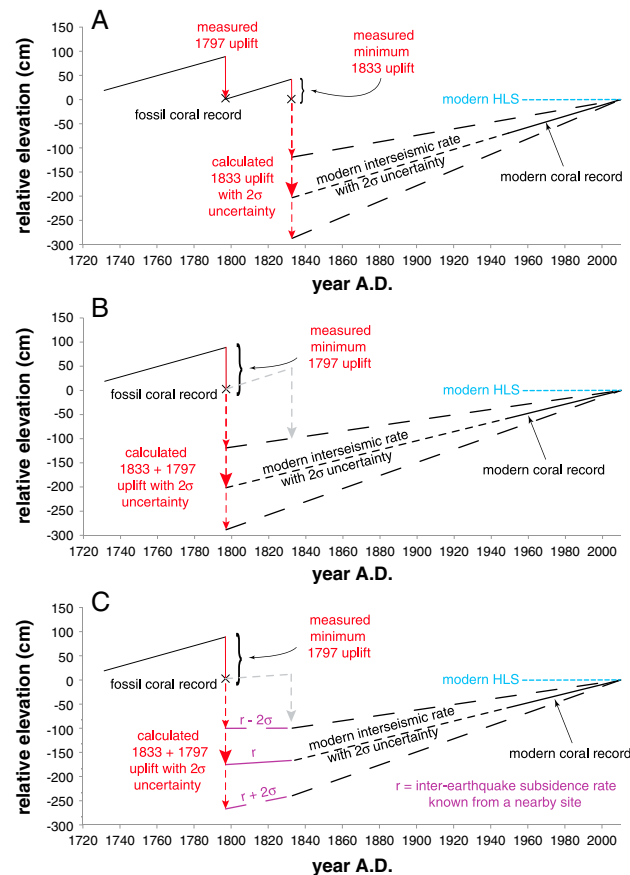 A
relative elevation (cm)
150
100
50
0
-50
-100
-150
-200
-250
-300
measured
1797 uplift
measured
minimum
1833 uplift
}
fossil coral record
modern HLS
calculated
1833 uplift
with 2σ
uncertainty
modern interseismic rate
with 2σ uncertainty
modern coral record
1720 1740 1760 1780 1800 1820 1840 1860 1880 1900 1920 1940 1960 1980 2000
year A.D.
B
relative elevation (cm)
150
100
50
0
-50
-100
-150
-200
-250
-300
measured
minimum
1797 uplift
}
fossil coral record
modern HLS
calculated
1833 + 1797
uplift with 2σ
uncertainty
modern interseismic rate
with 2σ uncertainty
modern coral record
1720 1740 1760 1780 1800 1820 1840 1860 1880 1900 1920 1940 1960 1980 2000
year A.D.
C
relative elevation (cm)
150
100
50
0
-50
-100
-150
-200
-250
-300
measured
minimum
1797 uplift
}
fossil coral record
modern HLS
calculated
1833 + 1797
uplift with 2σ
uncertainty
r - 2σ
r
r + 2σ
modern interseismic rate
with 2σ uncertainty
modern coral record
r = inter-earthquake subsidence rate
known from a nearby site
1720 1740 1760 1780 1800 1820 1840 1860 1880 1900 1920 1940 1960 1980 2000
year A.D.